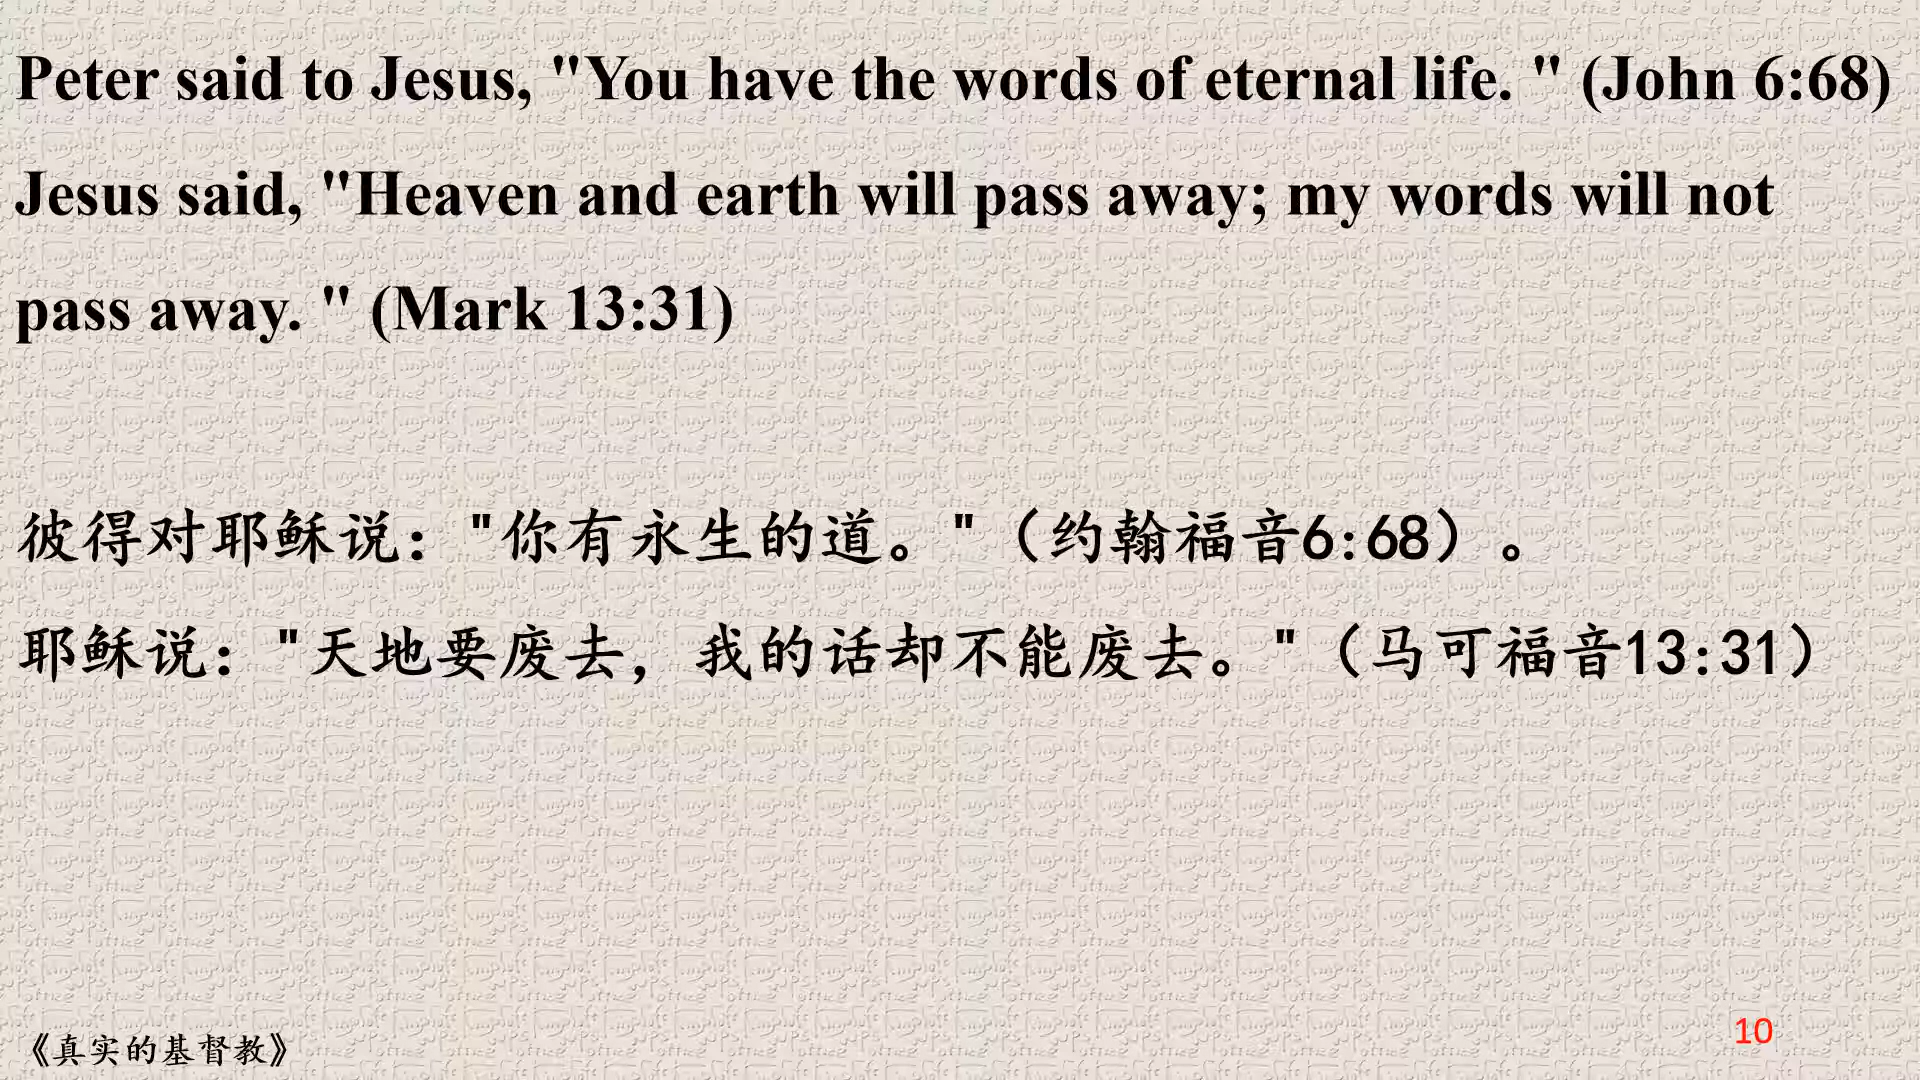 Peter said to Jesus, "You have the words of eternal life. " (John 6:68)
Jesus said, "Heaven and earth will pass away; my words will not
pass away. " (Mark 13:31)
彼得对耶稣说："你有永生的道。"（约翰福音6:68）。
耶稣说："天地要废去，我的话却不能废去。"（马可福音13:31）
《真实的基督教》
10